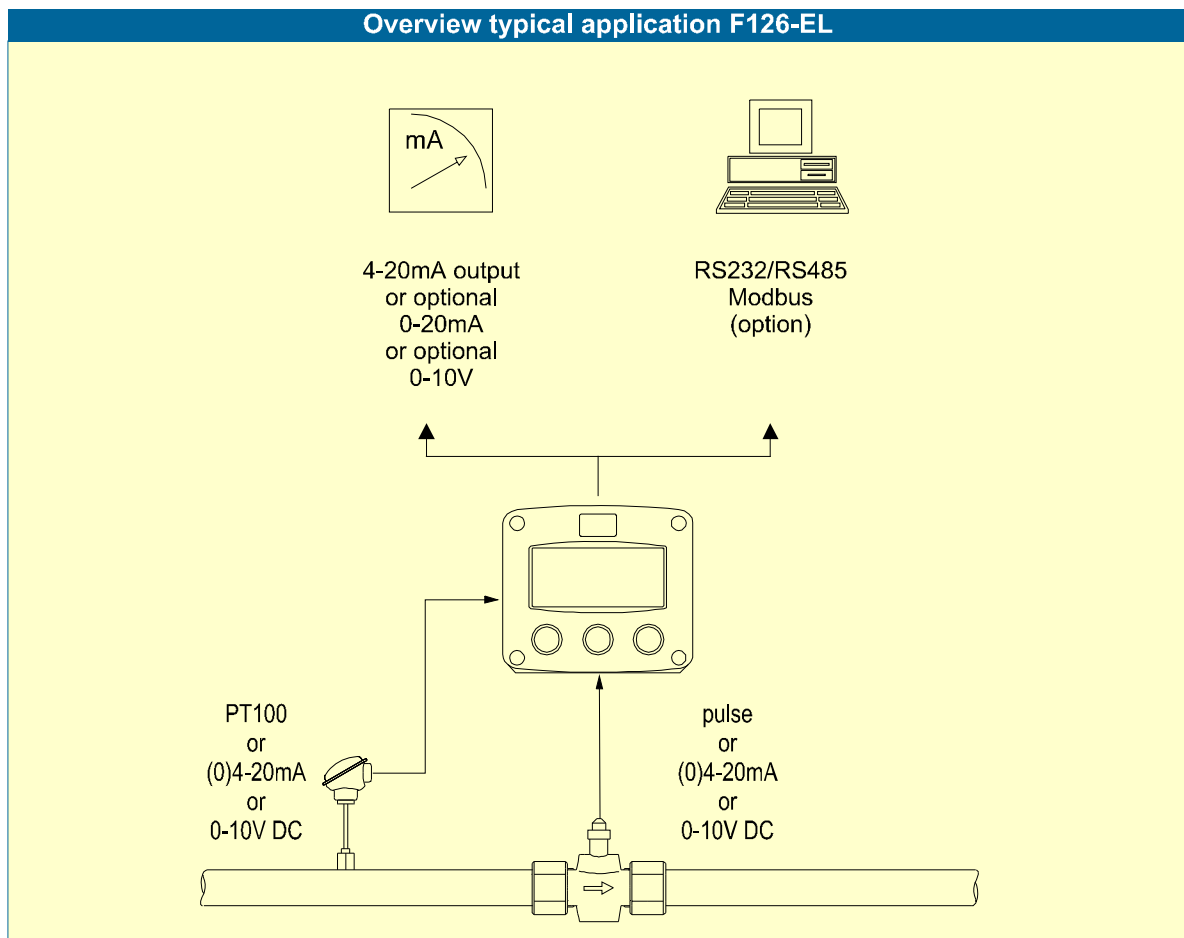 Overview typical application F126-EL
mA
4-20mA output
or optional
0-20mA
or optional
0-10V
RS232/RS485
Modbus
(option)
PT100
or
(0)4-20mA
or
0-10V DC
pulse
or
(0)4-20mA
or
0-10V DC